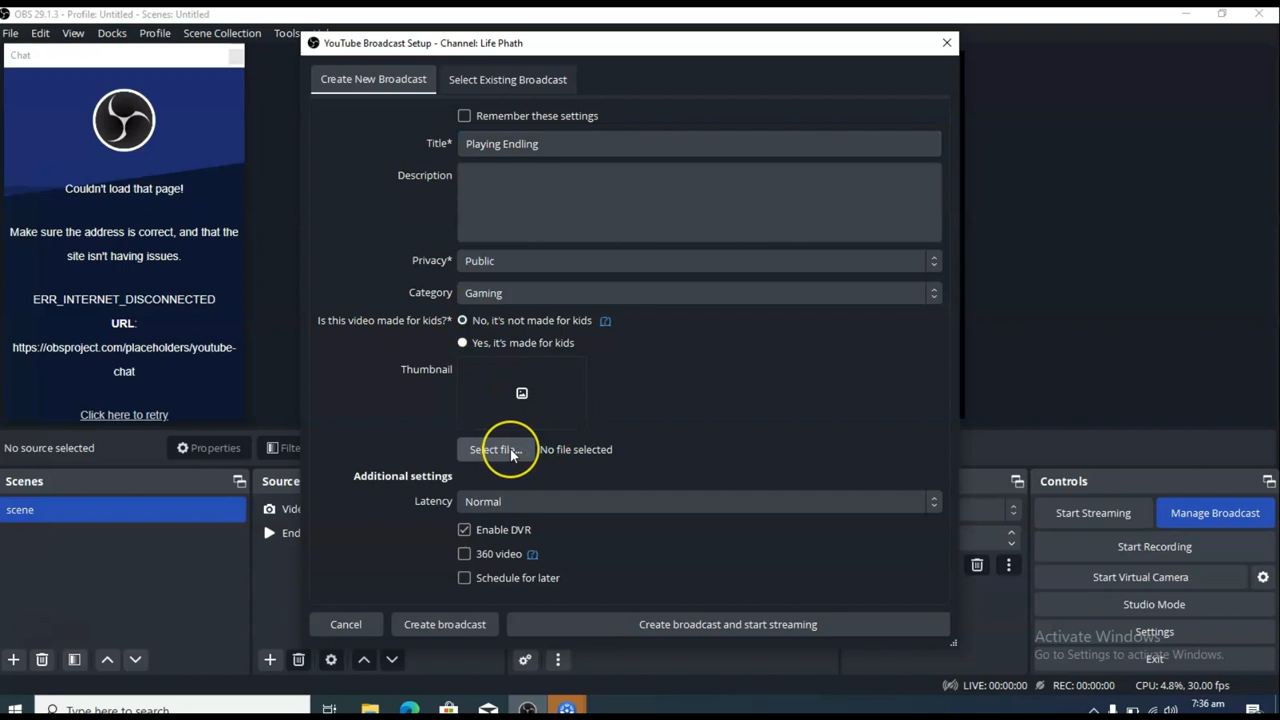 OBS 29.1.3 - Profile: Untitled - Scenes: Untitled
File Edit View Docks Profile Scene Collection Tools
Chat
Couldn't load that page!
Make sure the address is correct, and that the
site isn't having issues.
ERR_INTERNET_DISCONNECTED
URL:
https://obsproject.com/placeholders/youtube-
chat
Click here to retry
YouTube Broadcast Setup - Channel: Life Phath
Create New Broadcast
Select Existing Broadcast
Remember these settings
Title* Playing Endling
Description
Privacy* Public
Category Gaming
Is this video made for kids?* No, it's not made for kids (?)
Yes, it's made for kids
Thumbnail
Select file... No file selected
Additional settings
Latency Normal
Enable DVR
360 video (?)
Schedule for later
Cancel
Create broadcast
Create broadcast and start streaming
No source selected
Properties
Scenes
scene
Controls
Start Streaming
Manage Broadcast
Start Recording
Start Virtual Camera
Studio Mode
Settings
Exit
Activate Windows
Go to Settings to activate Windows.
LIVE: 00:00:00
REC: 00:00:00
CPU: 4.8%, 30.00 fps
Type here to search
7:36 am